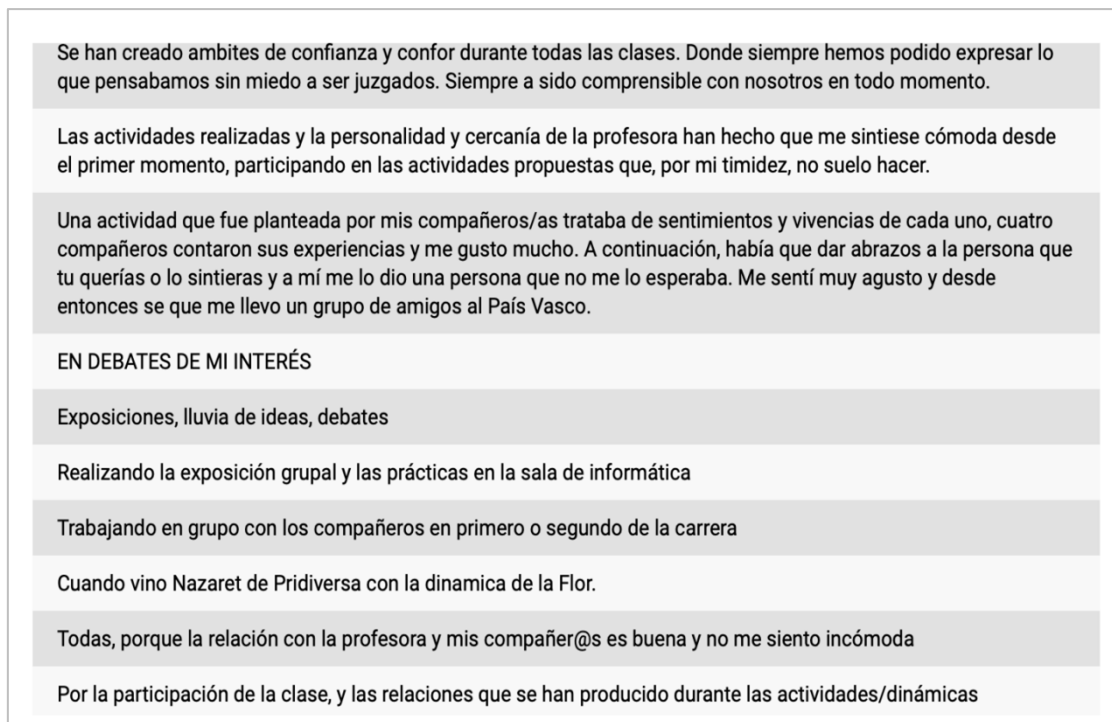 Se han creado ambites de confianza y confor durante todas las clases. Donde siempre hemos podido expresar lo
que pensabamos sin miedo a ser juzgados. Siempre a sido comprensible con nosotros en todo momento.
Las actividades realizadas y la personalidad y cercanía de la profesora han hecho que me sintiese cómoda desde
el primer momento, participando en las actividades propuestas que, por mi timidez, no suelo hacer.
Una actividad que fue planteada por mis compañeros/as trataba de sentimientos y vivencias de cada uno, cuatro
compañeros contaron sus experiencias y me gusto mucho. A continuación, había que dar abrazos a la persona que
tu querías o lo sintieras y a mí me lo dio una persona que no me lo esperaba. Me sentí muy agusto y desde
entonces se que me llevo un grupo de amigos al País Vasco.
EN DEBATES DE MI INTERÉS
Exposiciones, lluvia de ideas, debates
Realizando la exposición grupal y las prácticas en la sala de informática
Trabajando en grupo con los compañeros en primero o segundo de la carrera
Cuando vino Nazaret de Pridiversa con la dinamica de la Flor.
Todas, porque la relación con la profesora y mis compañer@s es buena y no me siento incómoda
Por la participación de la clase, y las relaciones que se han producido durante las actividades/dinámicas